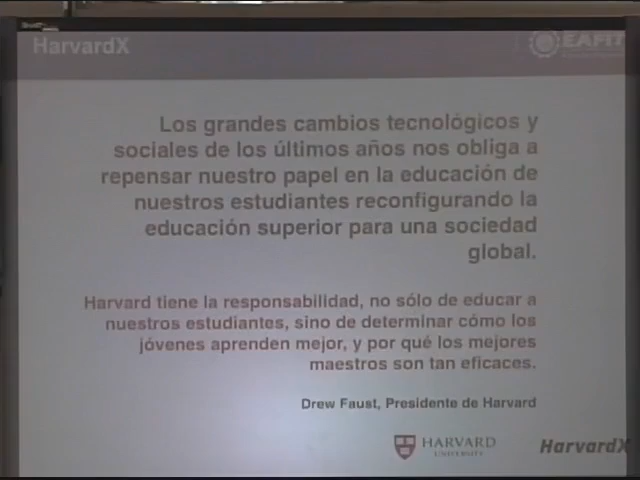 HarvardX
EAFIT
Los grandes cambios tecnológicos y
sociales de los últimos años nos obliga a
repensar nuestro papel en la educación de
nuestros estudiantes reconfigurando la
educación superior para una sociedad
global.
Harvard tiene la responsabilidad, no sólo de educar a
nuestros estudiantes, sino de determinar cómo los
jóvenes aprenden mejor, y por qué los mejores
maestros son tan eficaces.
Drew Faust, Presidente de Harvard
HARVARD
UNIVERSITY
HarvardX